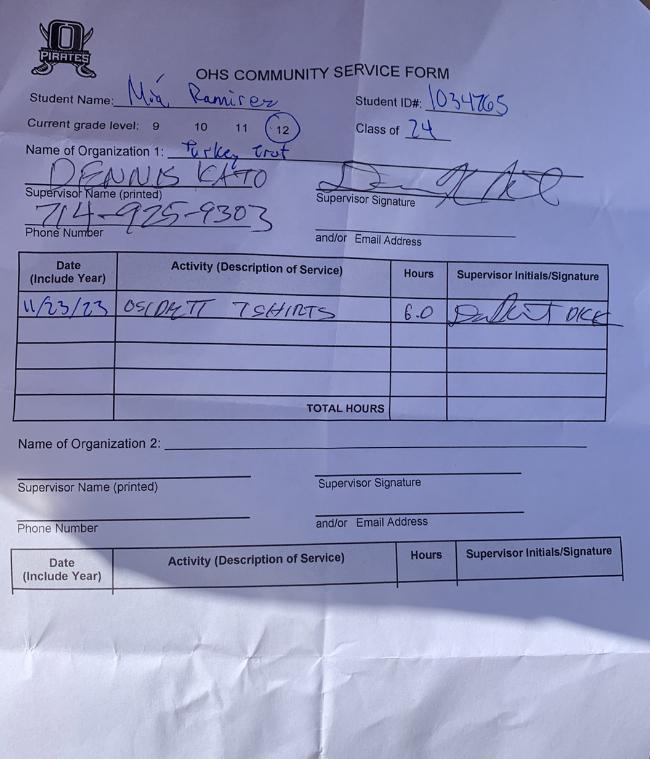 O
PIRATES
OHS COMMUNITY SERVICE FORM
Student Name: Mía Ramirez
Student ID#: 1034765
Current grade level: 9 10 11 12
Class of 24
Name of Organization 1: Turkey Trot
DENNIS KATO
Supervisor Name (printed)
Supervisor Signature
714-925-9303
Phone Number
and/or Email Address
Date (Include Year) Activity (Description of Service) Hours Supervisor Initials/Signature
11/23/23 T SHIRTS 6.0
TOTAL HOURS
Name of Organization 2:
Supervisor Name (printed)
Supervisor Signature
Phone Number
and/or Email Address
Date (Include Year) Activity (Description of Service) Hours Supervisor Initials/Signature